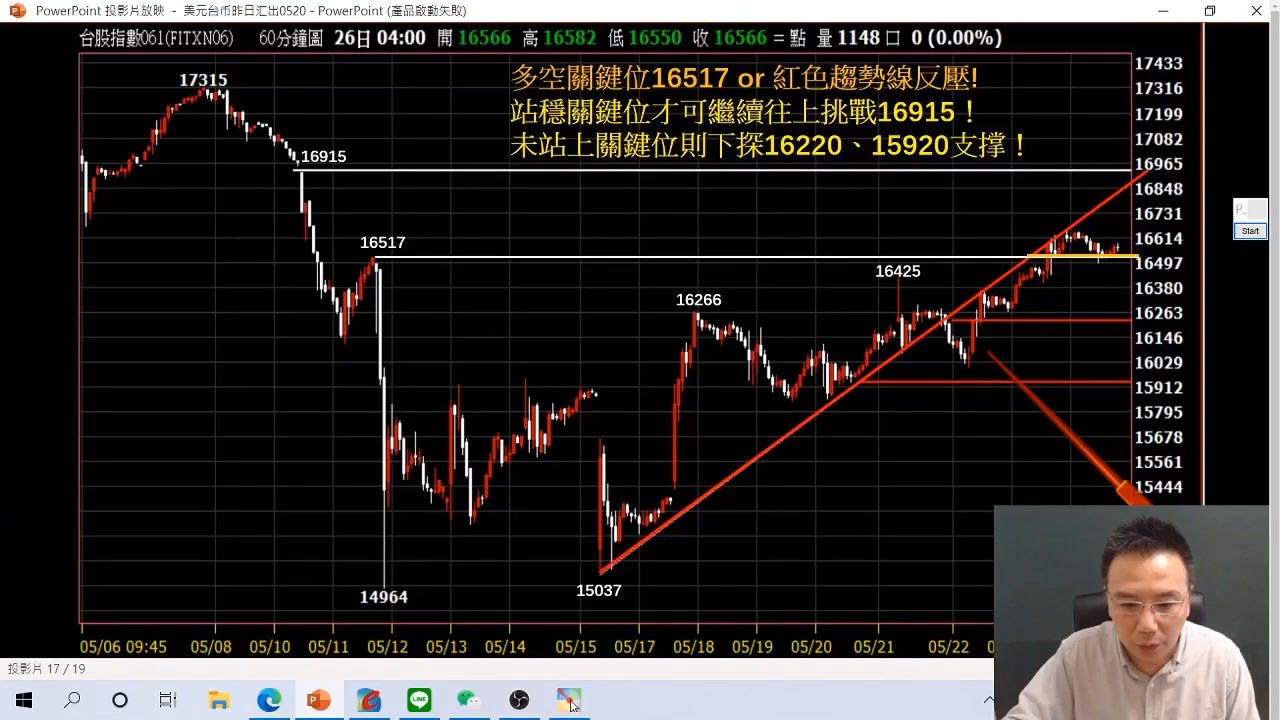 PowerPoint 投影片放映 - 美元台币昨日汇出0520 - PowerPoint (產品啟動失敗)
台股指數061(FITXN06) 60分鐘圖 26日 04:00 開 16566 高 16582 低 16550 收 16566 = 點 量 1148 口 0 (0.00%)
多空關鍵位16517 or 紅色趨勢線反壓!
站穩關鍵位才可繼續往上挑戰16915！
未站上關鍵位則下探16220、15920支撐！
17315
16915
16517
16425
16266
15037
14964
17433
17316
17199
17082
16965
16848
16731
16614
16497
16380
16263
16146
16029
15912
15795
15678
15561
15444
05/06 09:45 05/08 05/10 05/11 05/12 05/13 05/14 05/15 05/17 05/18 05/19 05/20 05/21 05/22
P...
Start
投影片 17 / 19
LINE